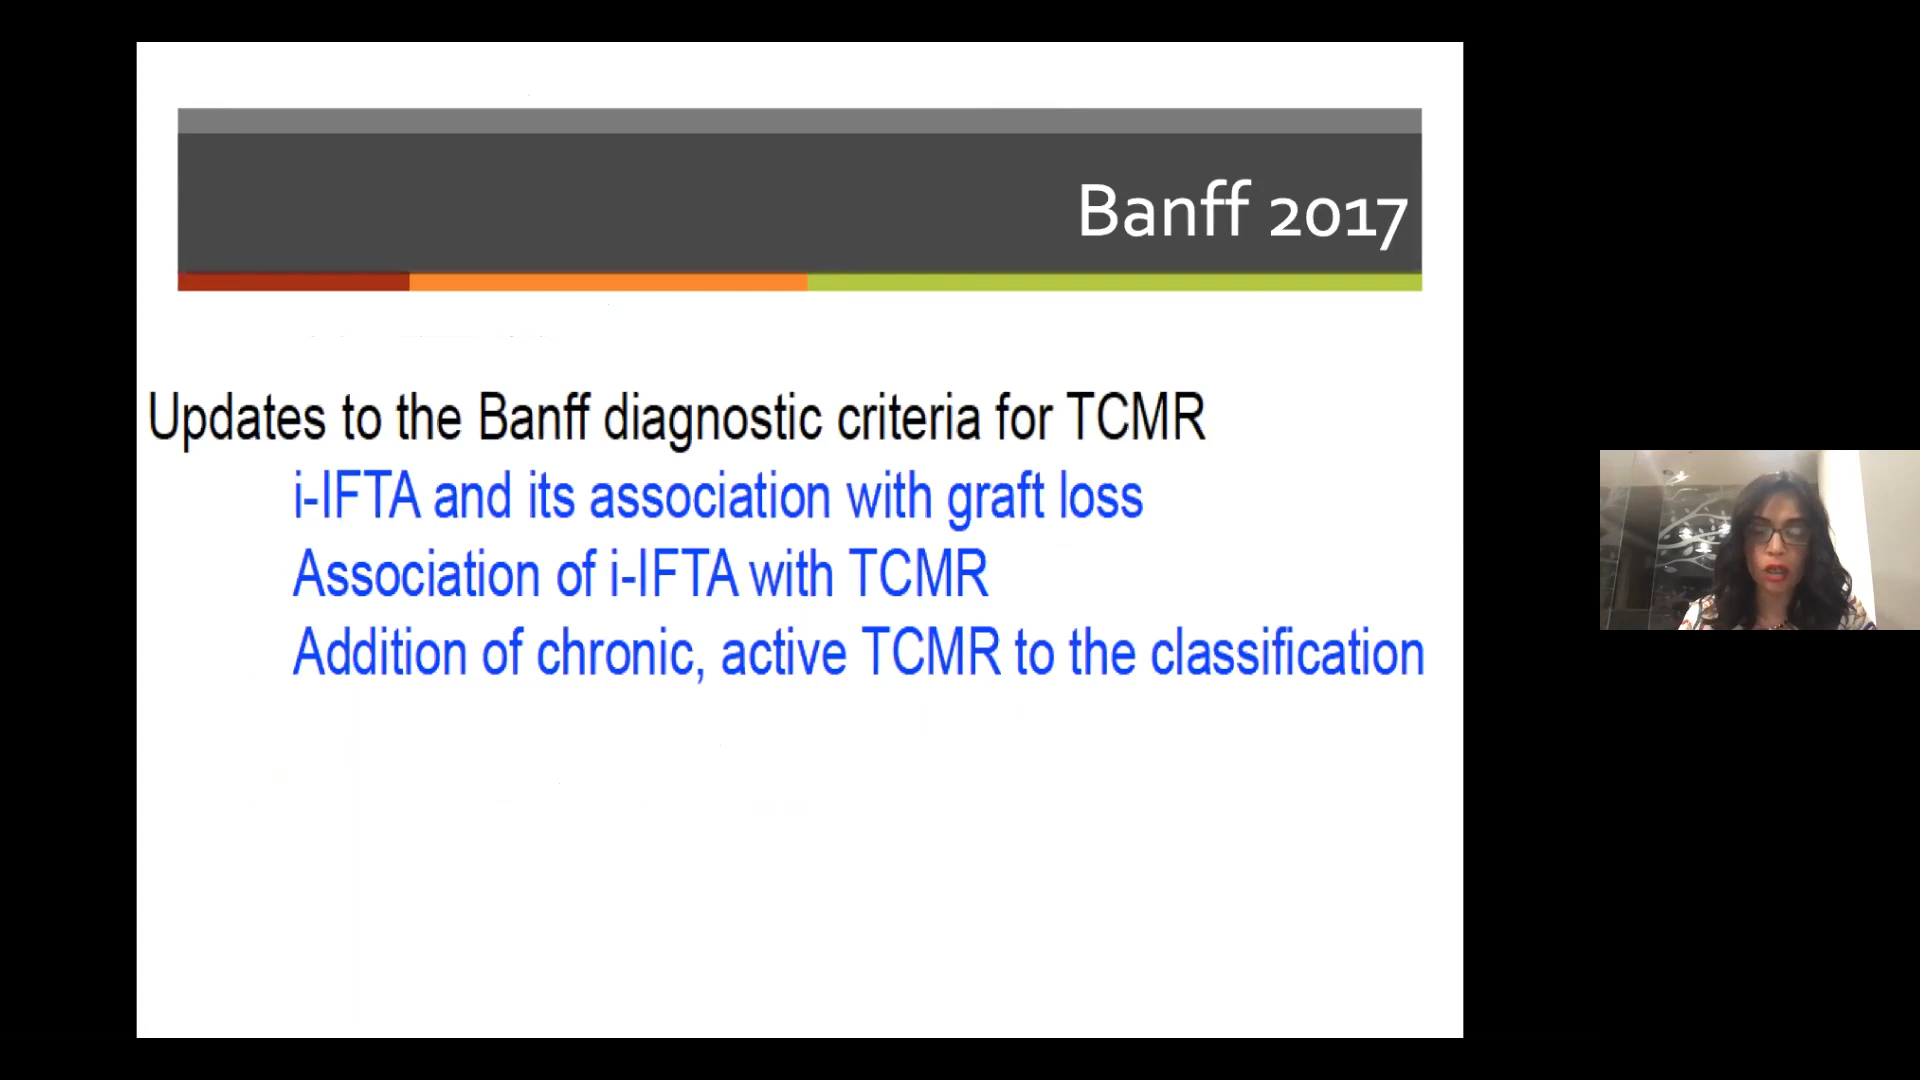 Banff 2017
Updates to the Banff diagnostic criteria for TCMR
i-IFTA and its association with graft loss
Association of i-IFTA with TCMR
Addition of chronic, active TCMR to the classification